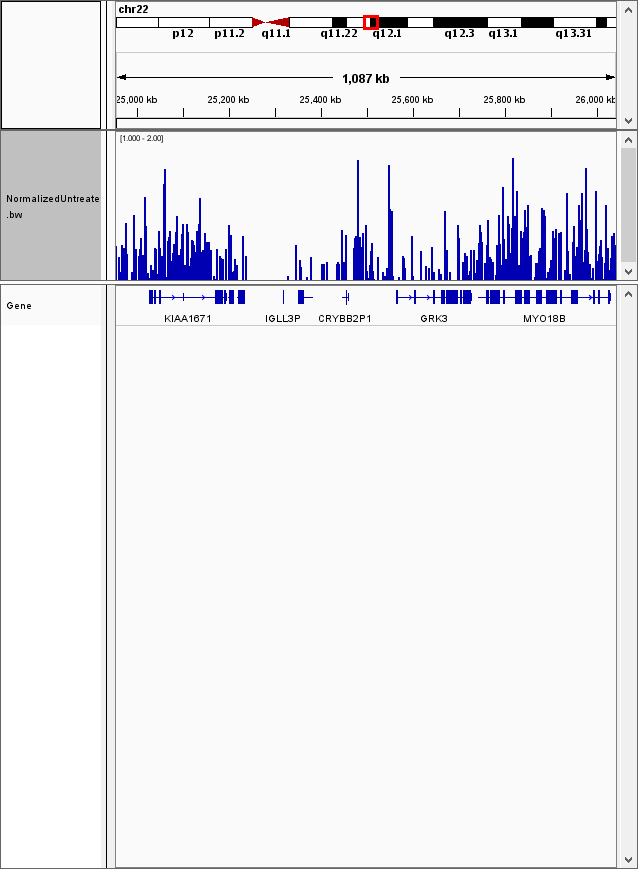 chr22
p12 p11.2 q11.1 q11.22 q12.1 q12.3 q13.1 q13.31
1,087 kb
25,000 kb 25,200 kb 25,400 kb 25,600 kb 25,800 kb 26,000 kb
[1.000 - 2.00]
NormalizedUntreate
.bw
Gene
KIAA1671 IGLL3P CRYBB2P1 GRK3 MYO18B